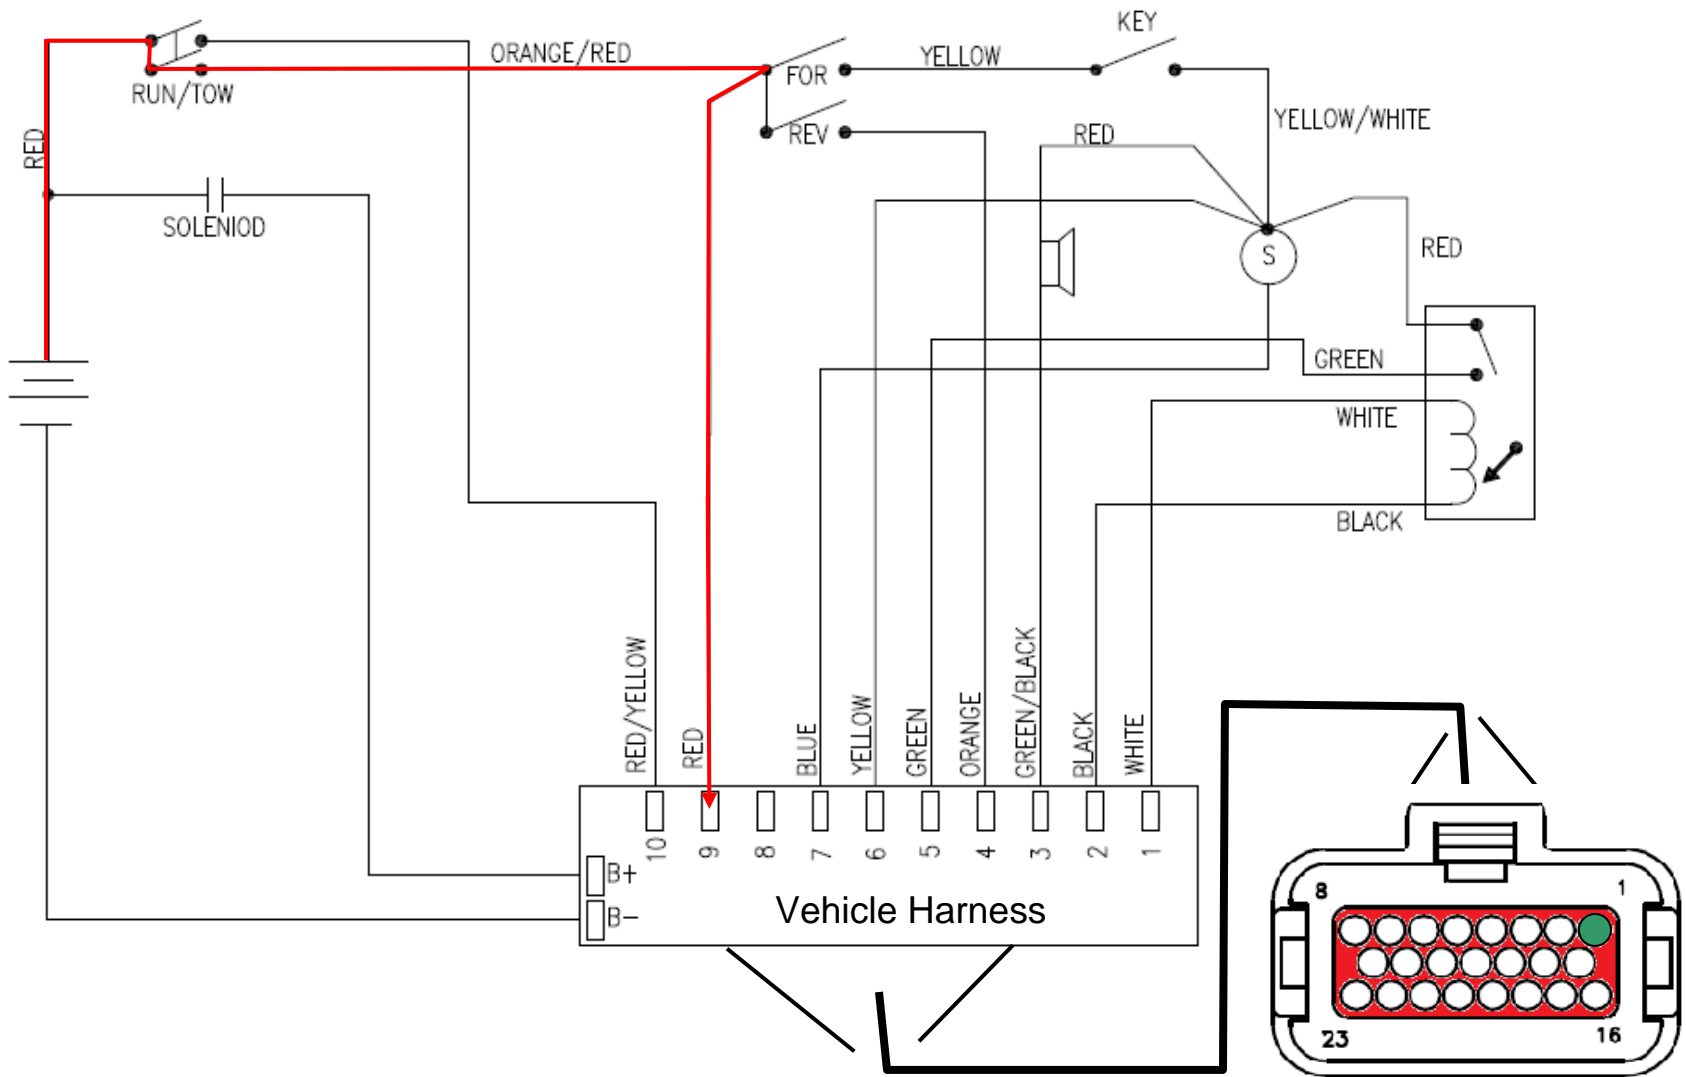 KEY
ORANGE/RED
YELLOW
FOR
RUN/TOW
YELLOW/WHITE
REV
RED
RED
SOLENIOD
S
RED
GREEN
WHITE
BLACK
RED/YELLOW
RED
BLUE
YELLOW
GREEN
ORANGE
GREEN/BLACK
BLACK
WHITE
10
9
8
7
6
5
4
3
2
1
B+
B-
Vehicle Harness
8
1
23
16